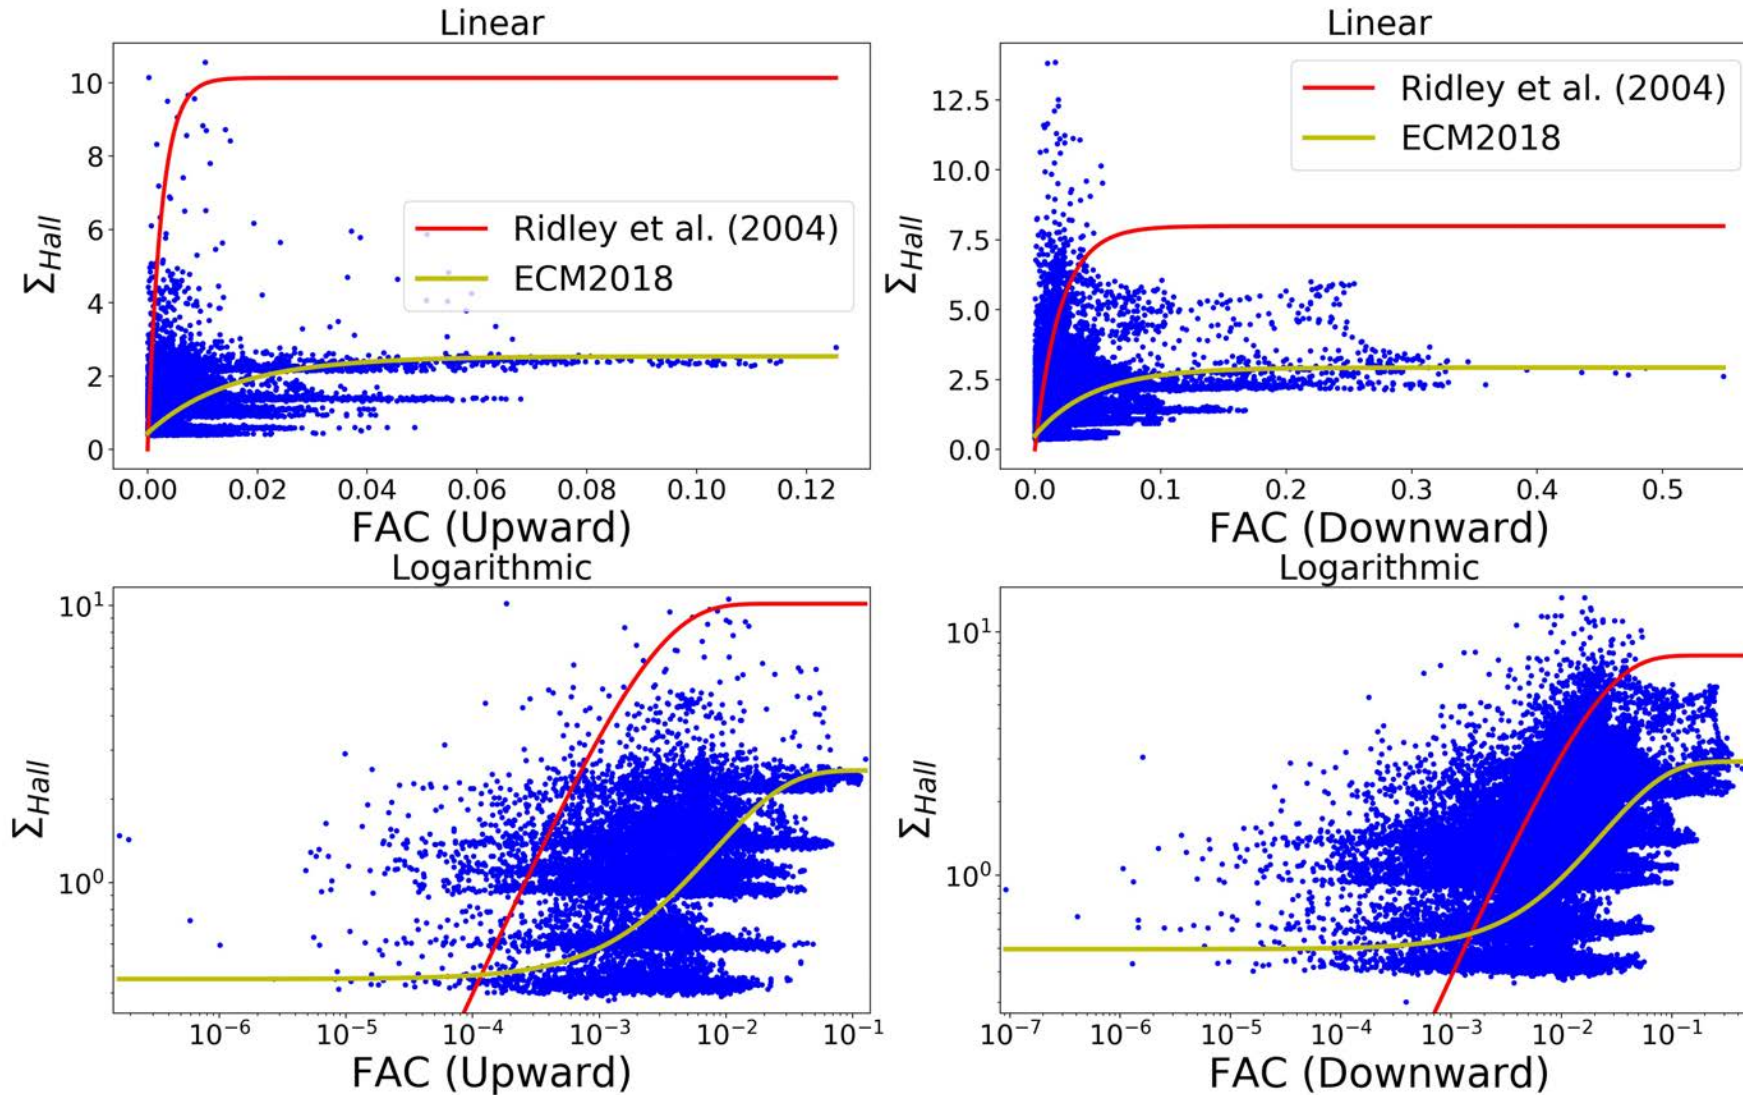 Linear
10
8
6
4
2
0
Σ_Hall
Ridley et al. (2004)
ECM2018
0.00 0.02 0.04 0.06 0.08 0.10 0.12
FAC (Upward)
Linear
12.5
10.0
7.5
5.0
2.5
0.0
Σ_Hall
Ridley et al. (2004)
ECM2018
0.0 0.1 0.2 0.3 0.4 0.5
FAC (Downward)
Logarithmic
10¹
10⁰
Σ_Hall
10⁻⁶ 10⁻⁵ 10⁻⁴ 10⁻³ 10⁻² 10⁻¹
FAC (Upward)
Logarithmic
10¹
10⁰
Σ_Hall
10⁻⁷ 10⁻⁶ 10⁻⁵ 10⁻⁴ 10⁻³ 10⁻² 10⁻¹
FAC (Downward)